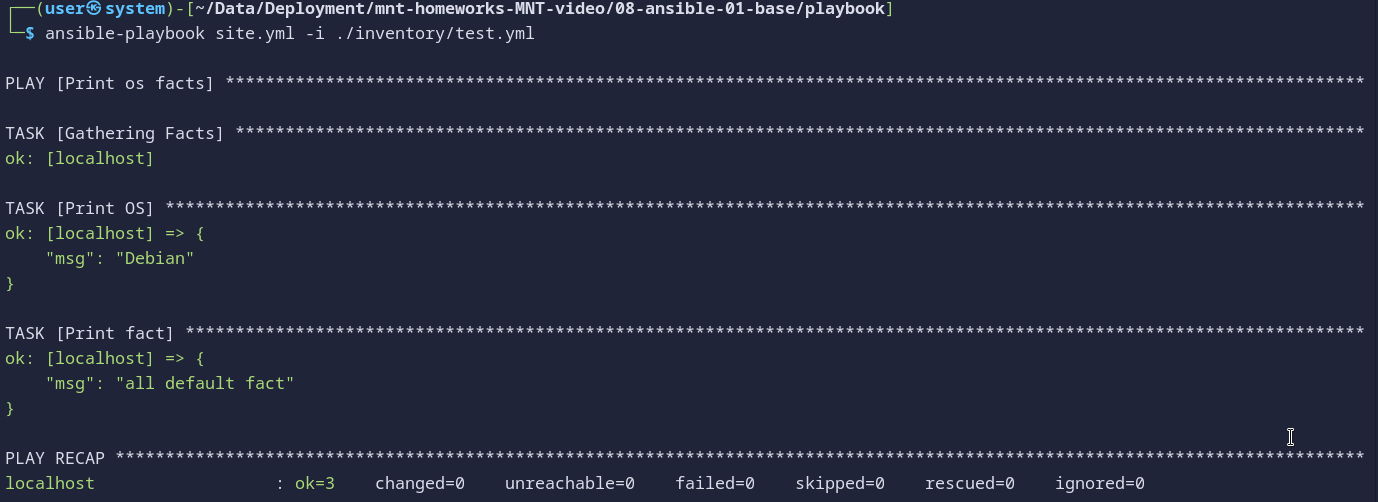 ┌──(user㉿system)-[~/Data/Deployment/mnt-homeworks-MNT-video/08-ansible-01-base/playbook]
└─$ ansible-playbook site.yml -i ./inventory/test.yml
PLAY [Print os facts] ******************************************************************************************************************
TASK [Gathering Facts] *****************************************************************************************************************
ok: [localhost]
TASK [Print OS] ************************************************************************************************************************
ok: [localhost] => {
    "msg": "Debian"
}
TASK [Print fact] **********************************************************************************************************************
ok: [localhost] => {
    "msg": "all default fact"
}
PLAY RECAP *****************************************************************************************************************************
localhost                  : ok=3    changed=0    unreachable=0    failed=0    skipped=0    rescued=0    ignored=0